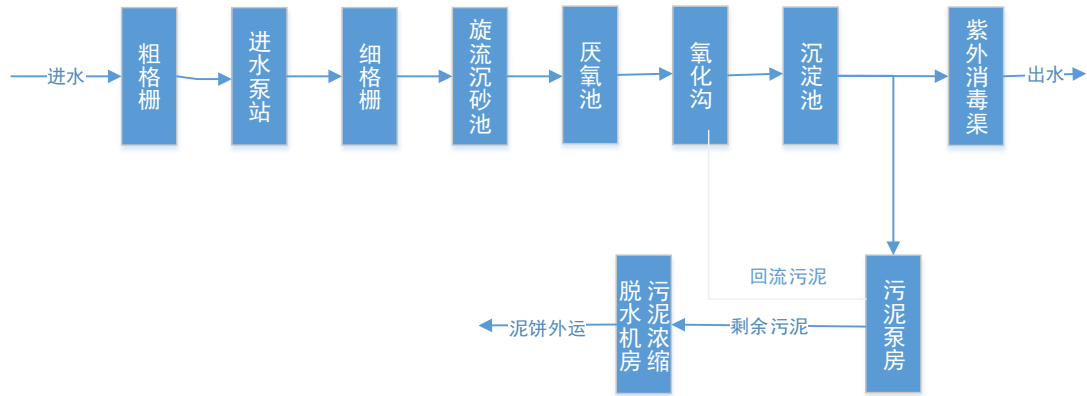 进水
粗格栅
进水泵站
细格栅
旋流沉砂池
厌氧池
氧化沟
沉淀池
紫外消毒渠
出水
回流污泥
污泥泵房
剩余污泥
污泥浓缩
脱水机房
泥饼外运